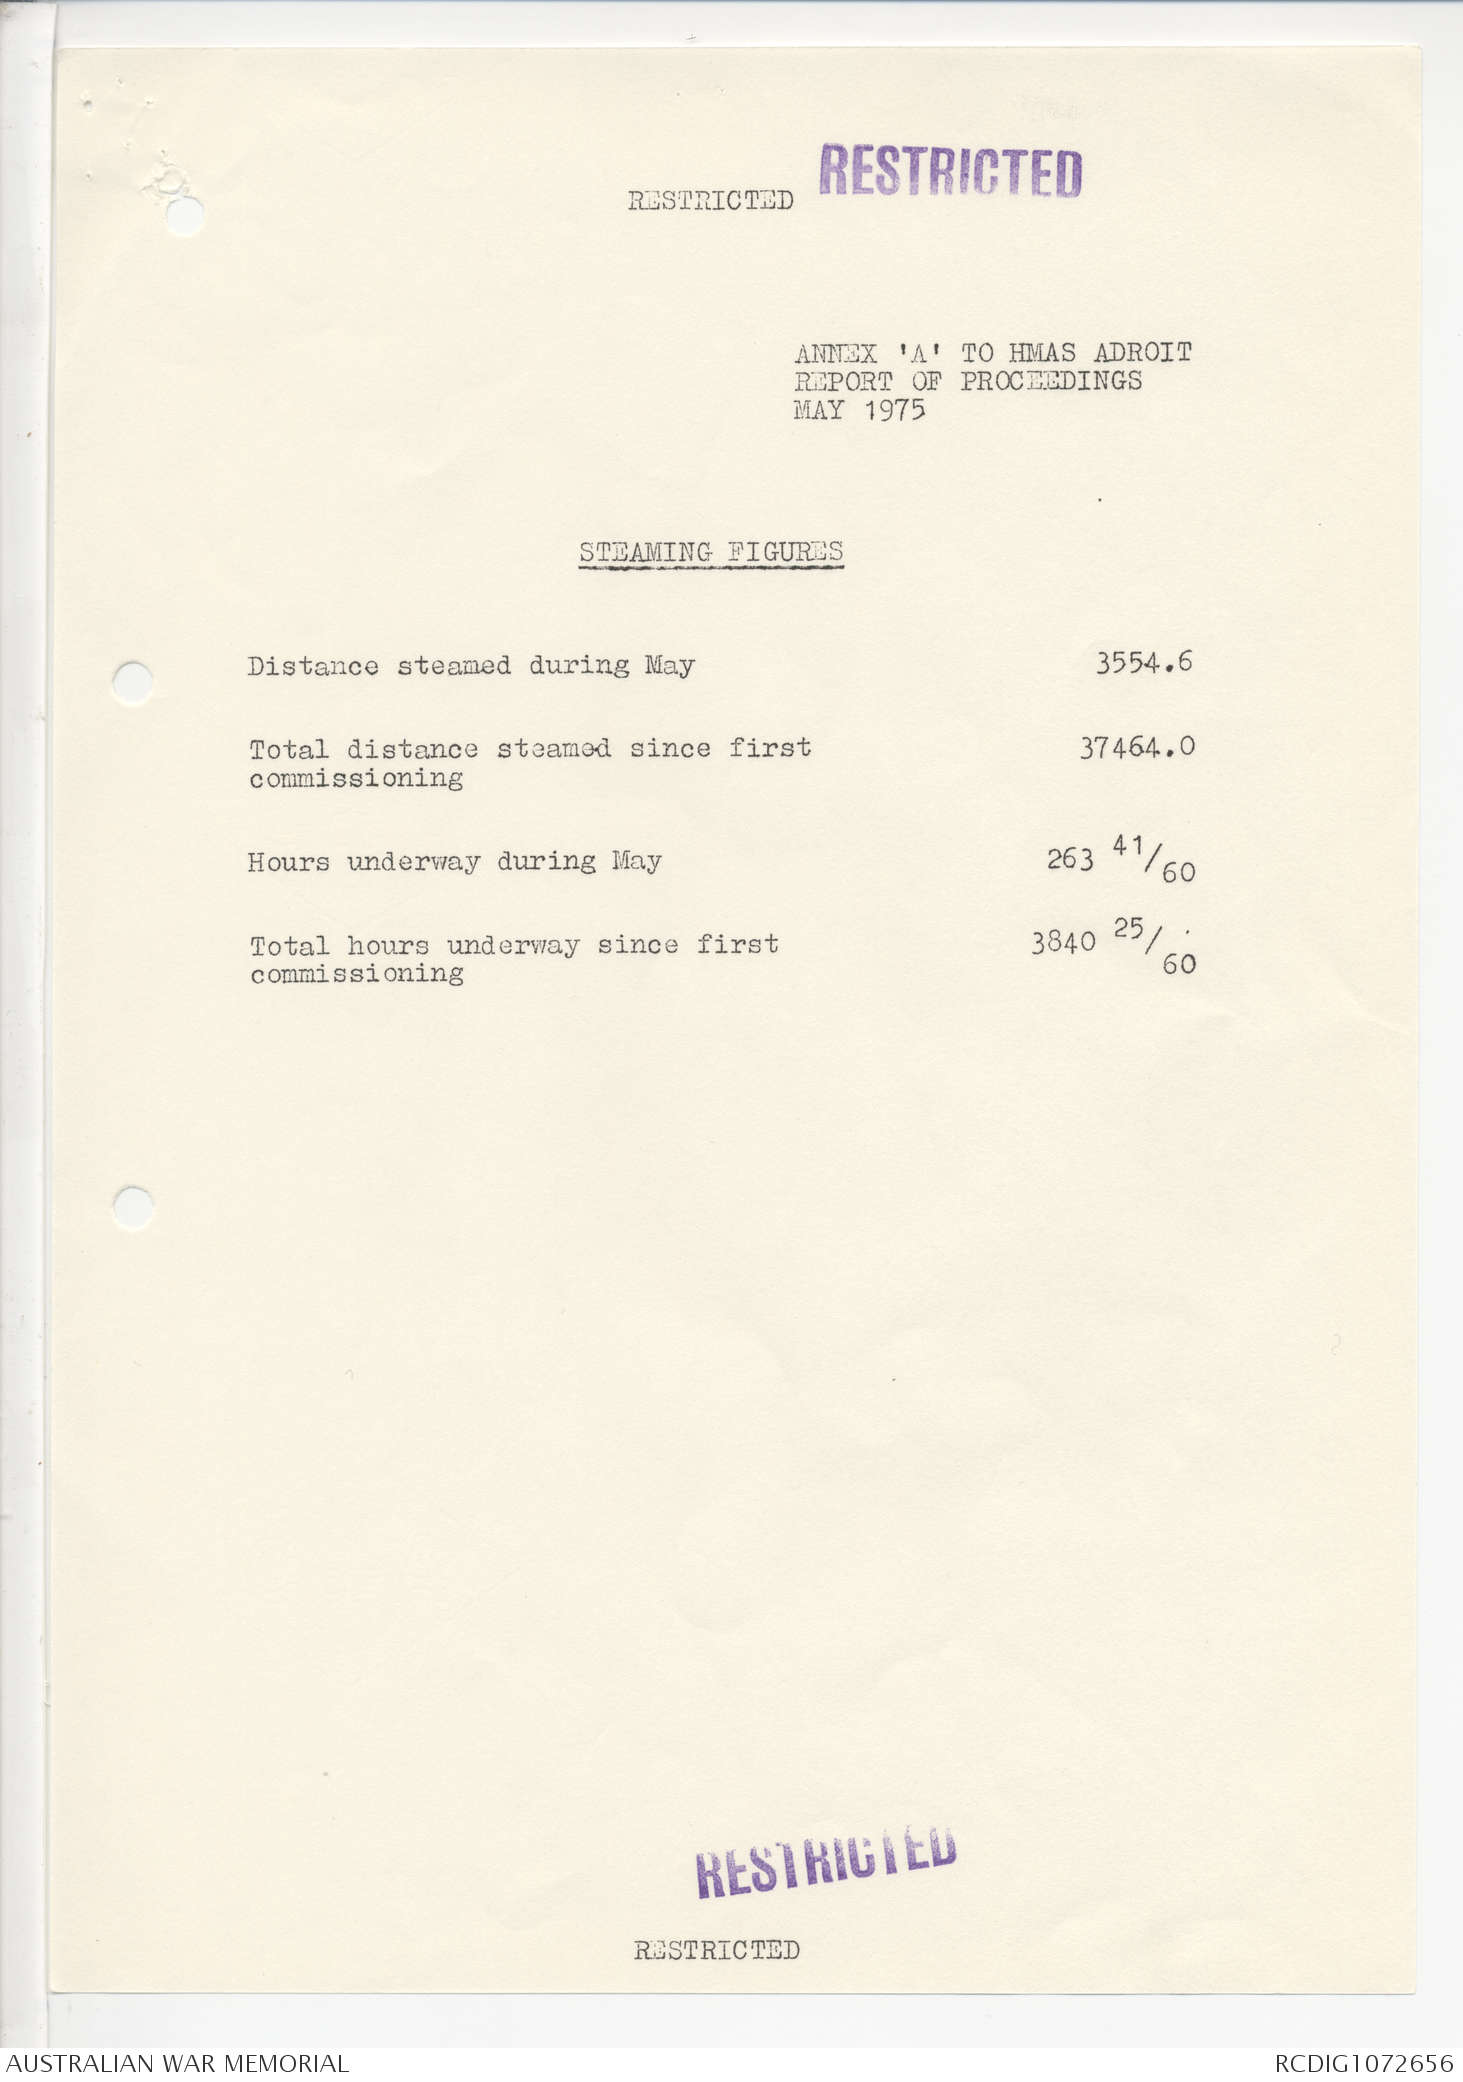 RESTRICTED RESTRICTED
ANNEX 'A' TO HMAS ADROIT
REPORT OF PROCEEDINGS
MAY 1975
STEAMING FIGURES
Distance steamed during May 3554.6
Total distance steamed since first 37464.0
commissioning
Hours underway during May 263 41/60
Total hours underway since first 3840 25/60
commissioning
RESTRICTED
RESTRICTED
AUSTRALIAN WAR MEMORIAL RCDIG1072656